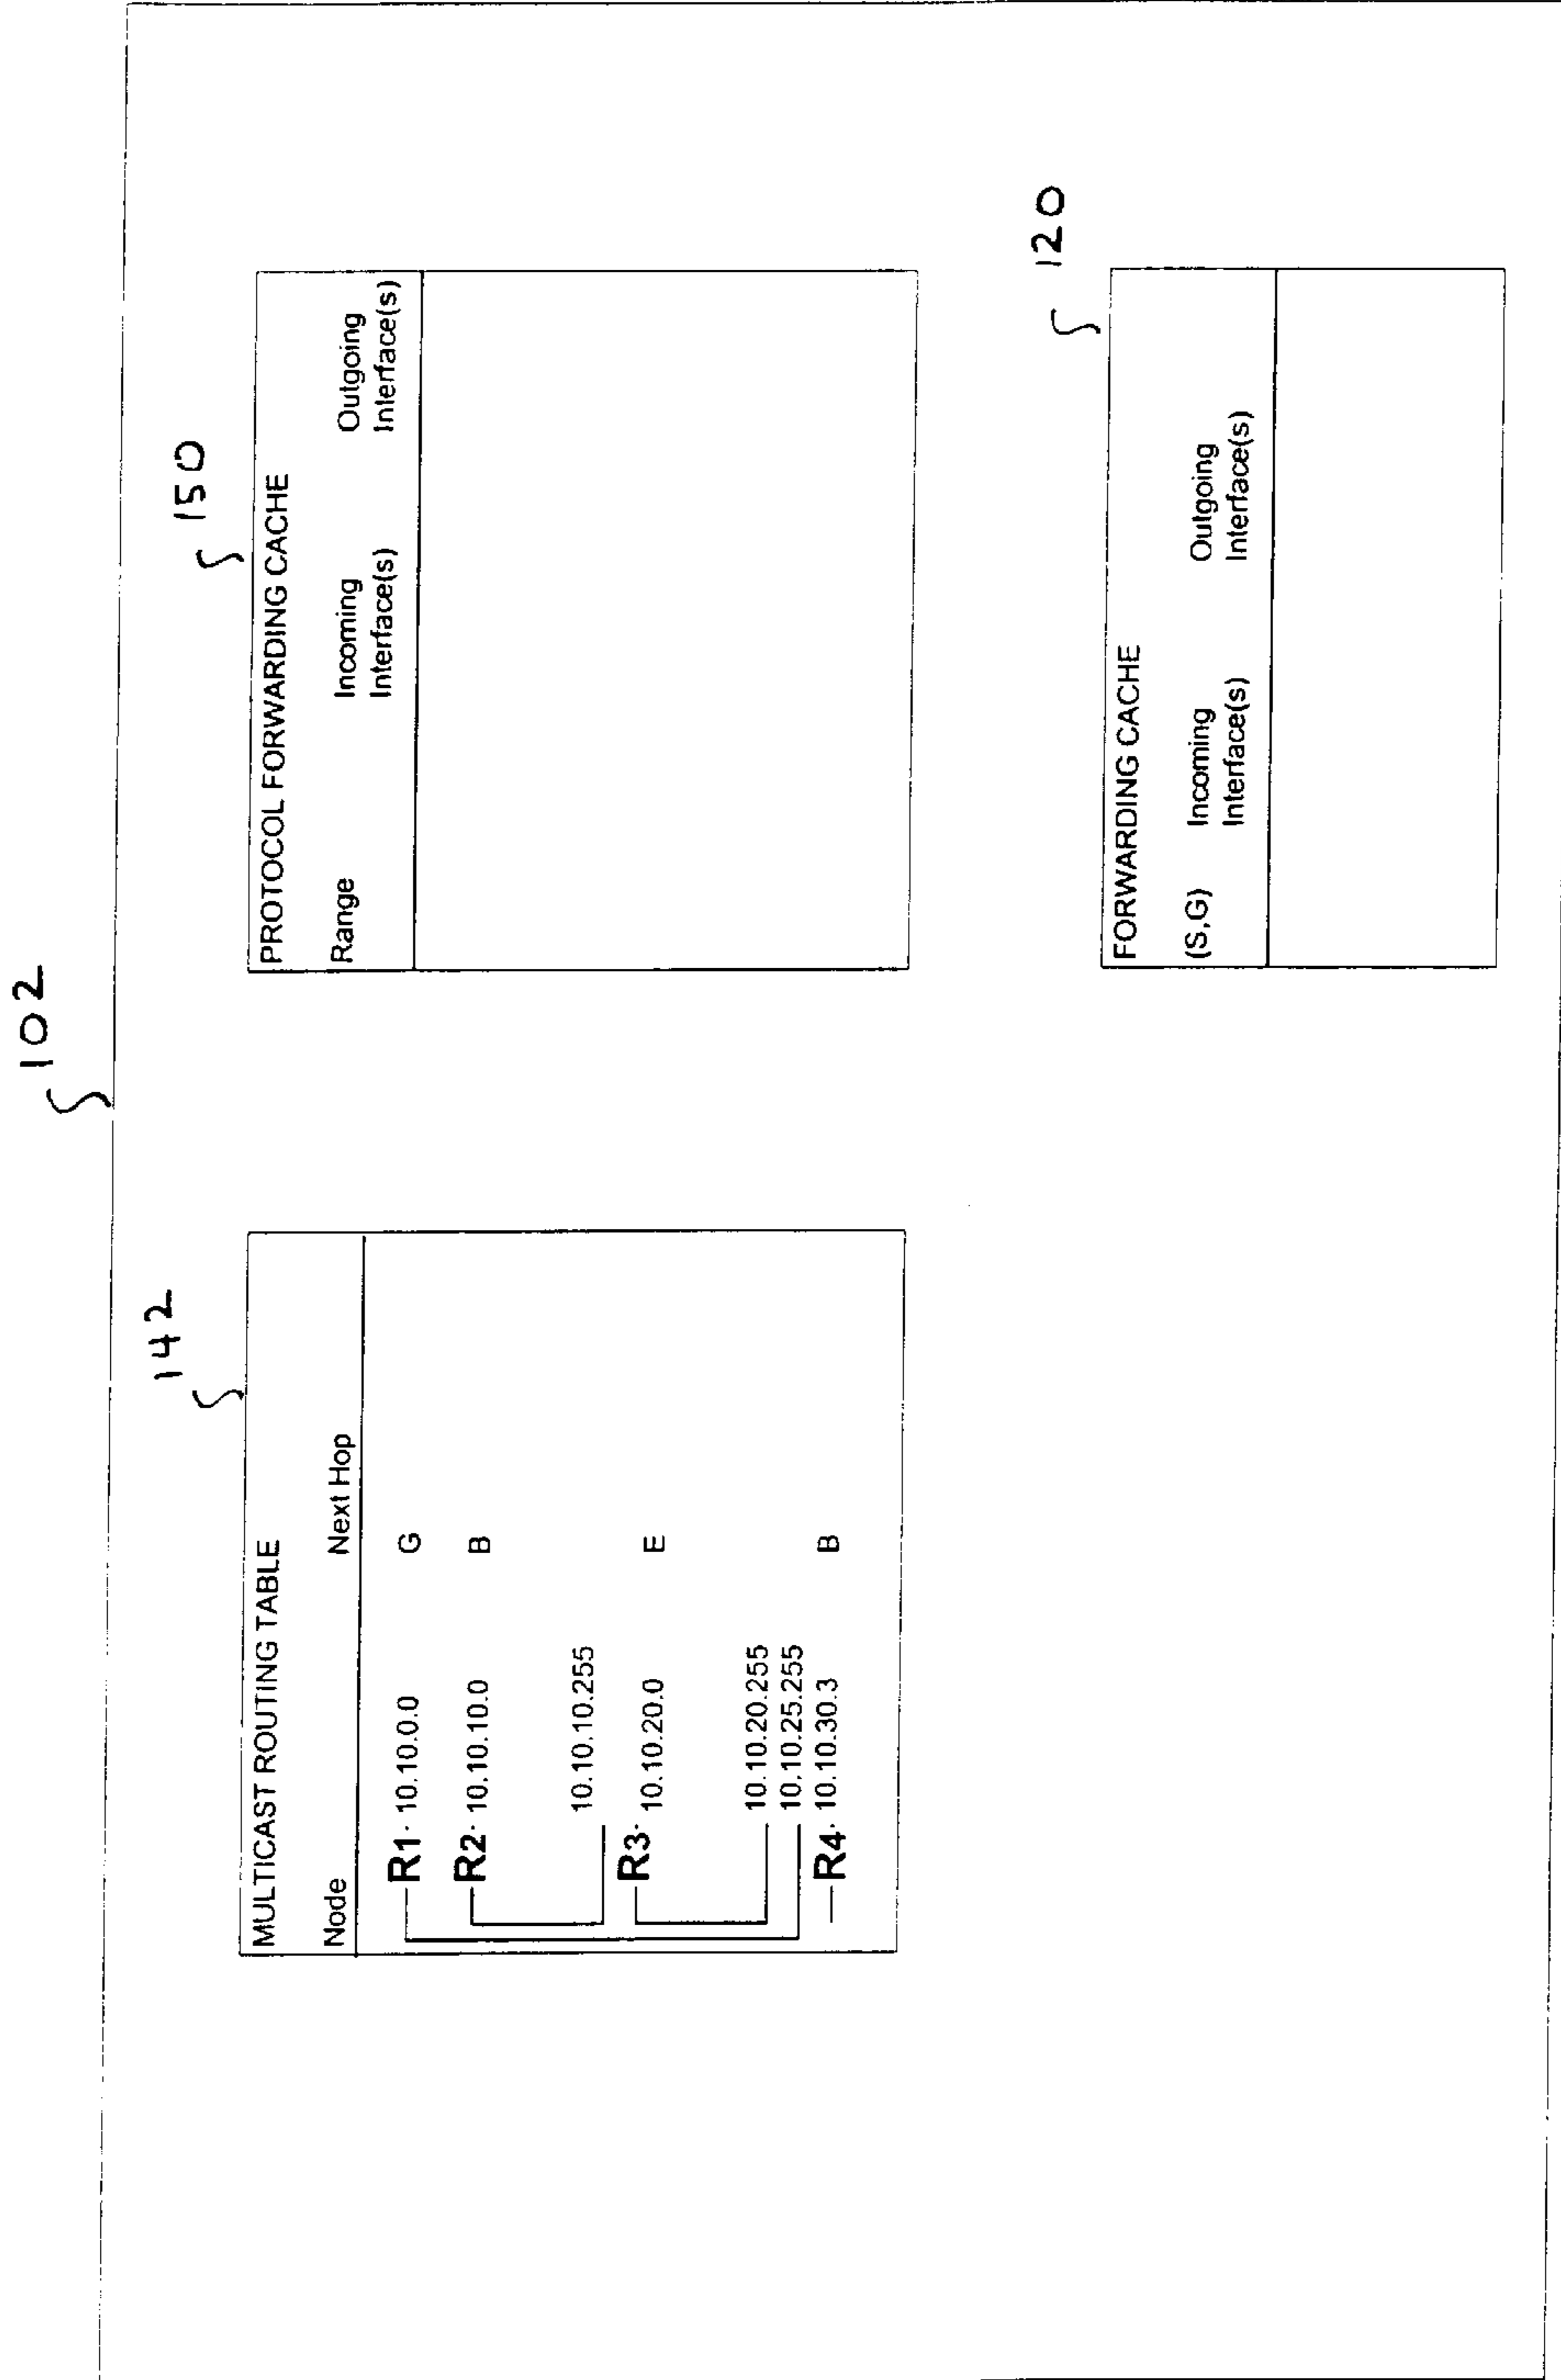 102
142
MULTICAST ROUTING TABLE
Node Next Hop
R1 10.10.0.0 G
R2 10.10.10.0 B
10.10.10.255
R3 10.10.20.0 E
10.10.20.255
10.10.25.255
R4 10.10.30.3 B
150
PROTOCOL FORWARDING CACHE
Range Incoming Interface(s) Outgoing Interface(s)
120
FORWARDING CACHE
(S,G) Incoming Interface(s) Outgoing Interface(s)